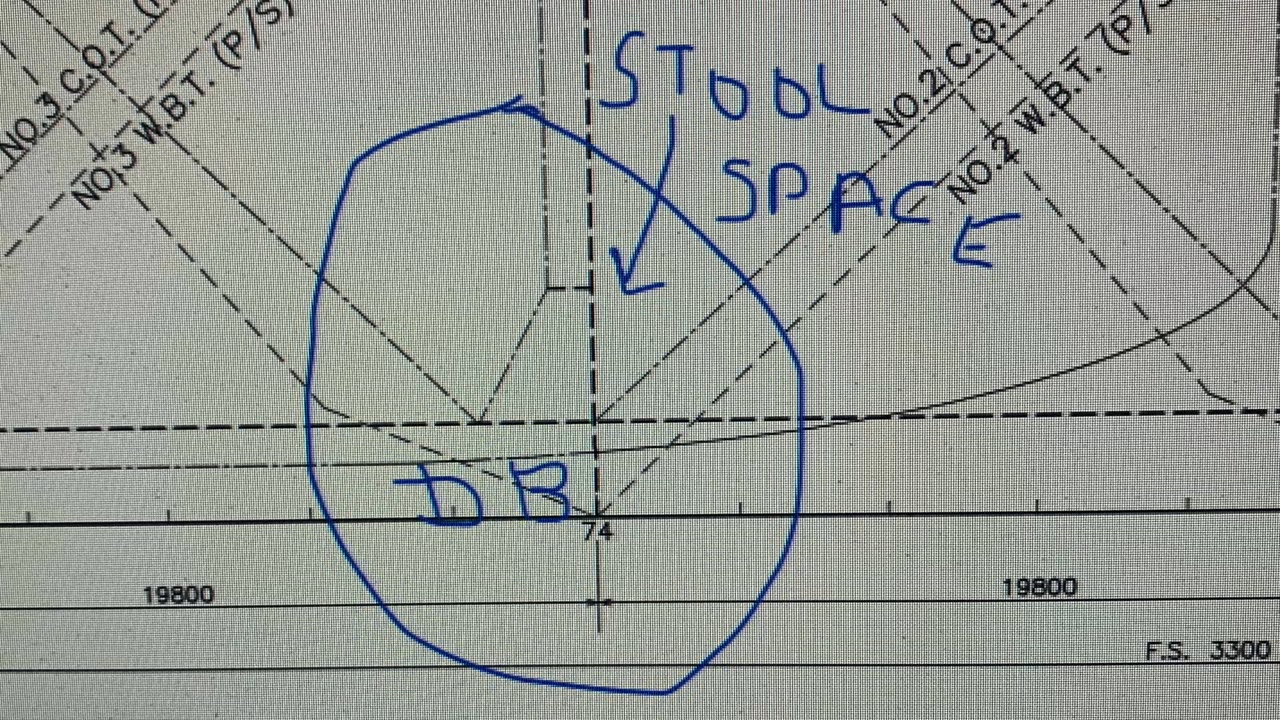 NO.3 C.O.T. (
NO.3 W.B.T. (P/S)
STOOL
SPACE
NO.2 C.O.T.
NO.2 W.B.T. (P/
DB
74
19800
19800
F.S. 3300